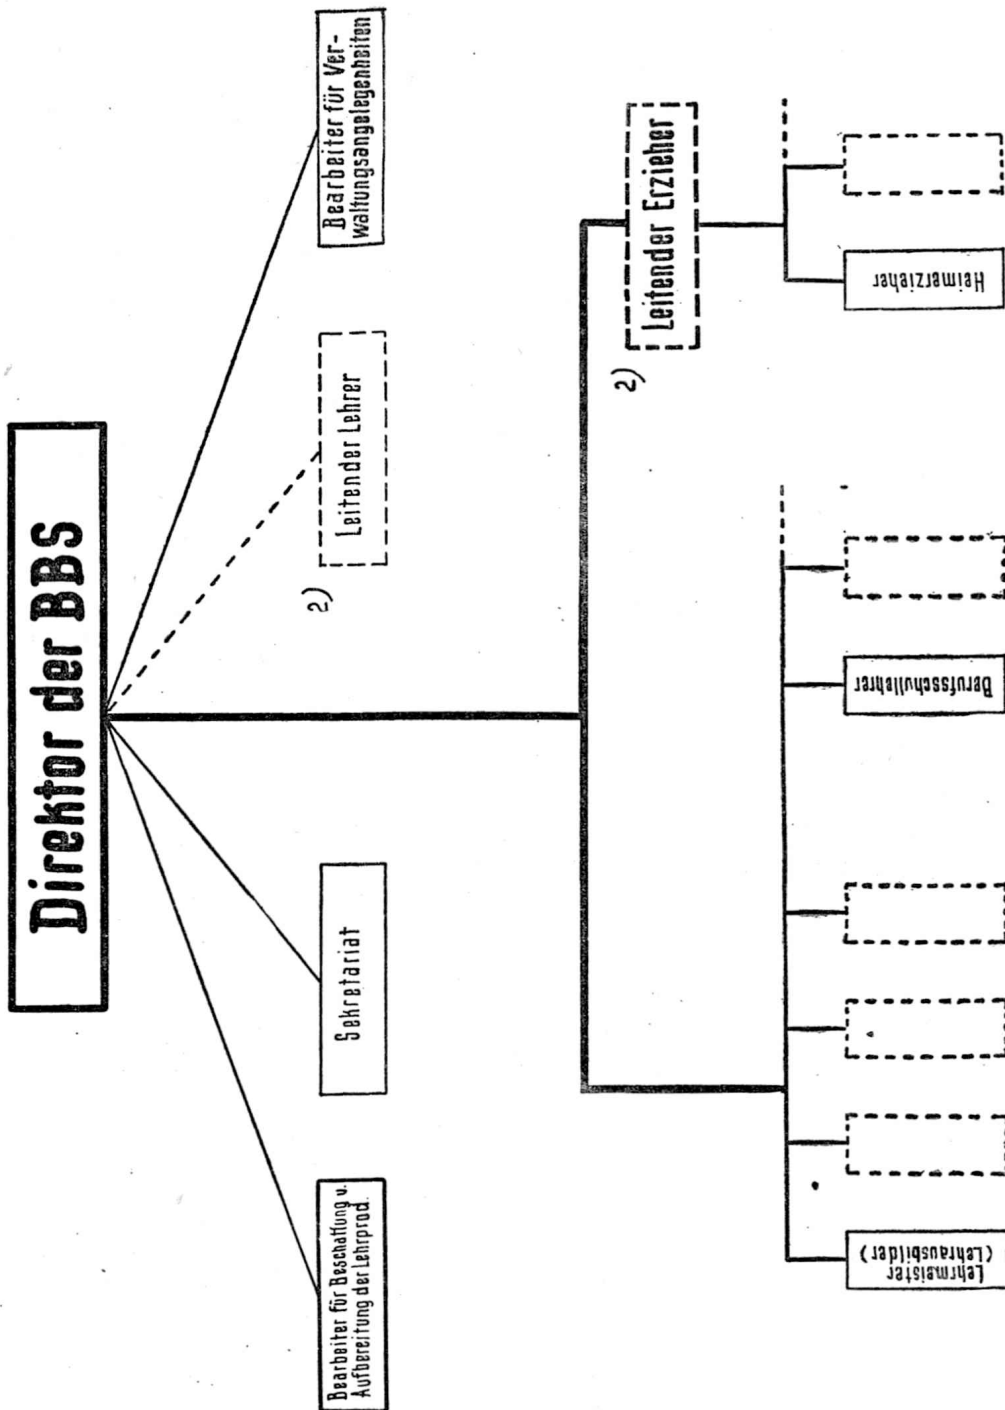 Direktor der BBS
Bearbeiter für Beschaffung u.
Aufbereitung der Lehrprod.
Sekretariat
2)
Leitender Lehrer
Bearbeiter für Ver-
waltungsangelegenheiten
2)
Leitender Erzieher
Lehrmeister
(Lehrausbilder)
Berufsschullehrer
Heimerzieher